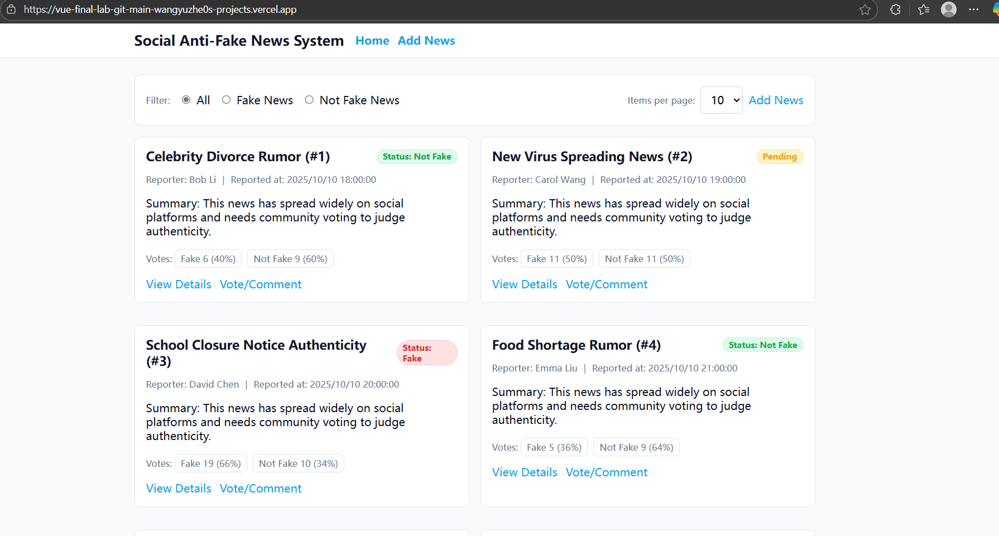 https://vue-final-lab-git-main-wangyuzhe0s-projects.vercel.app
Social Anti-Fake News System Home Add News
Filter: All Fake News Not Fake News Items per page: 10 Add News
Celebrity Divorce Rumor (#1) Status: Not Fake
Reporter: Bob Li | Reported at: 2025/10/10 18:00:00
Summary: This news has spread widely on social
platforms and needs community voting to judge
authenticity.
Votes: Fake 6 (40%) Not Fake 9 (60%)
View Details Vote/Comment
New Virus Spreading News (#2) Pending
Reporter: Carol Wang | Reported at: 2025/10/10 19:00:00
Summary: This news has spread widely on social
platforms and needs community voting to judge
authenticity.
Votes: Fake 11 (50%) Not Fake 11 (50%)
View Details Vote/Comment
School Closure Notice Authenticity
(#3)
Status:
Fake
Reporter: David Chen | Reported at: 2025/10/10 20:00:00
Summary: This news has spread widely on social
platforms and needs community voting to judge
authenticity.
Votes: Fake 19 (66%) Not Fake 10 (34%)
View Details Vote/Comment
Food Shortage Rumor (#4) Status: Not Fake
Reporter: Emma Liu | Reported at: 2025/10/10 21:00:00
Summary: This news has spread widely on social
platforms and needs community voting to judge
authenticity.
Votes: Fake 5 (36%) Not Fake 9 (64%)
View Details Vote/Comment